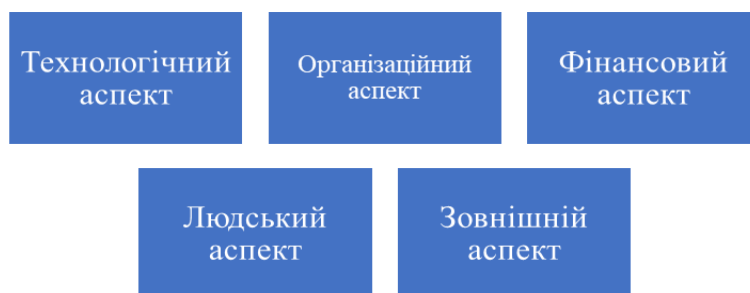 Технологічний
аспект
Організаційний
аспект
Фінансовий
аспект
Людський
аспект
Зовнішній
аспект